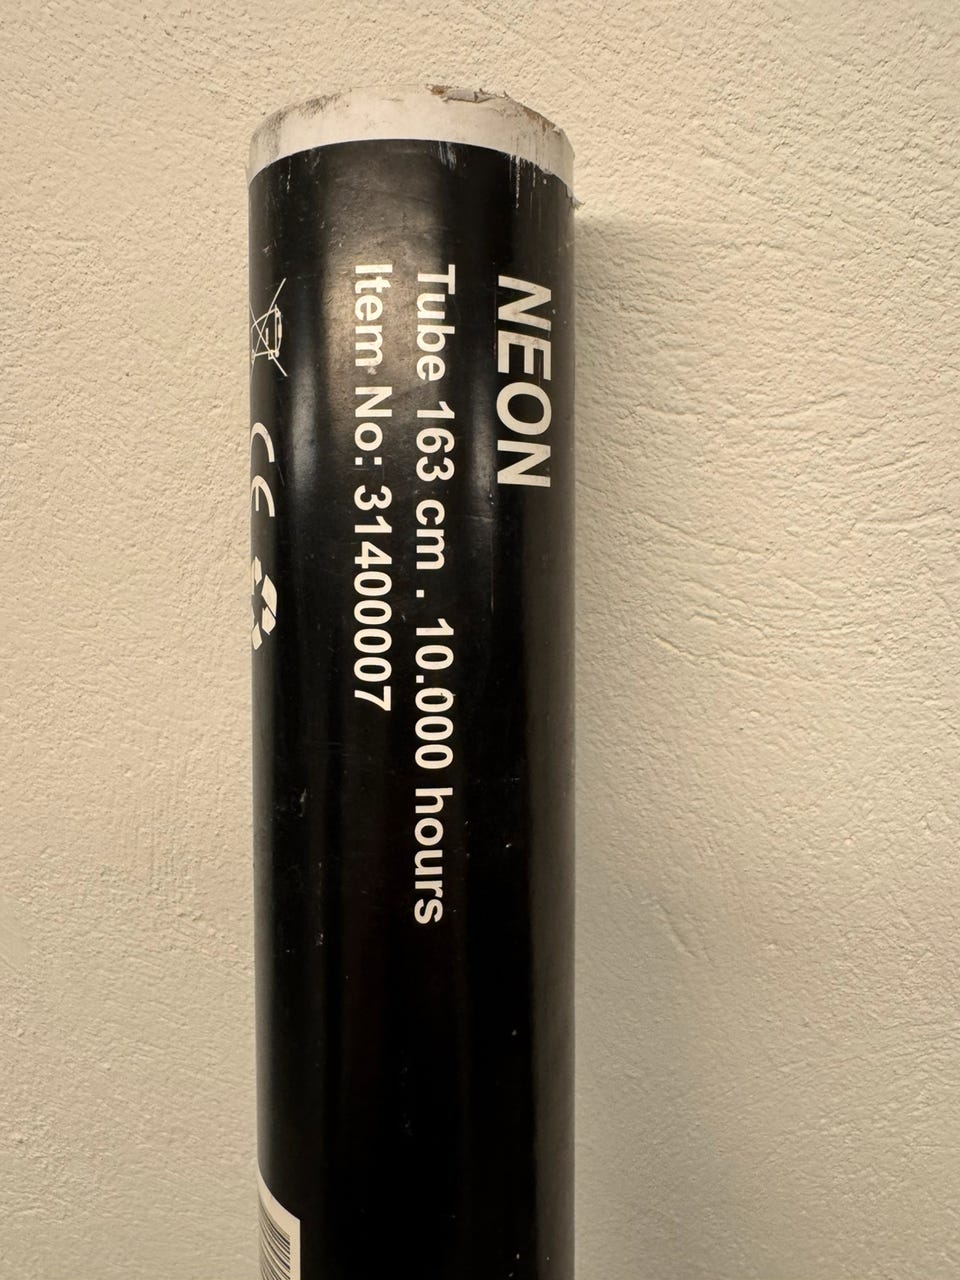 NEON
Tube 163 cm . 10.000 hours
Item No: 31400007
CE